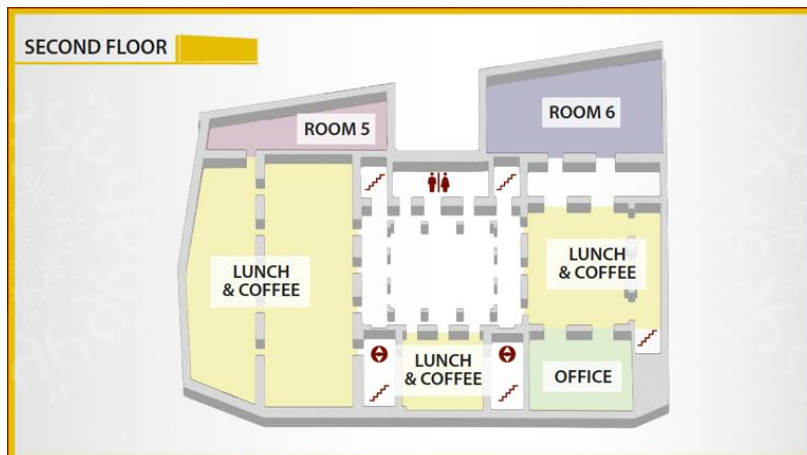 SECOND FLOOR
ROOM 5
ROOM 6
LUNCH
& COFFEE
LUNCH
& COFFEE
LUNCH
& COFFEE
OFFICE